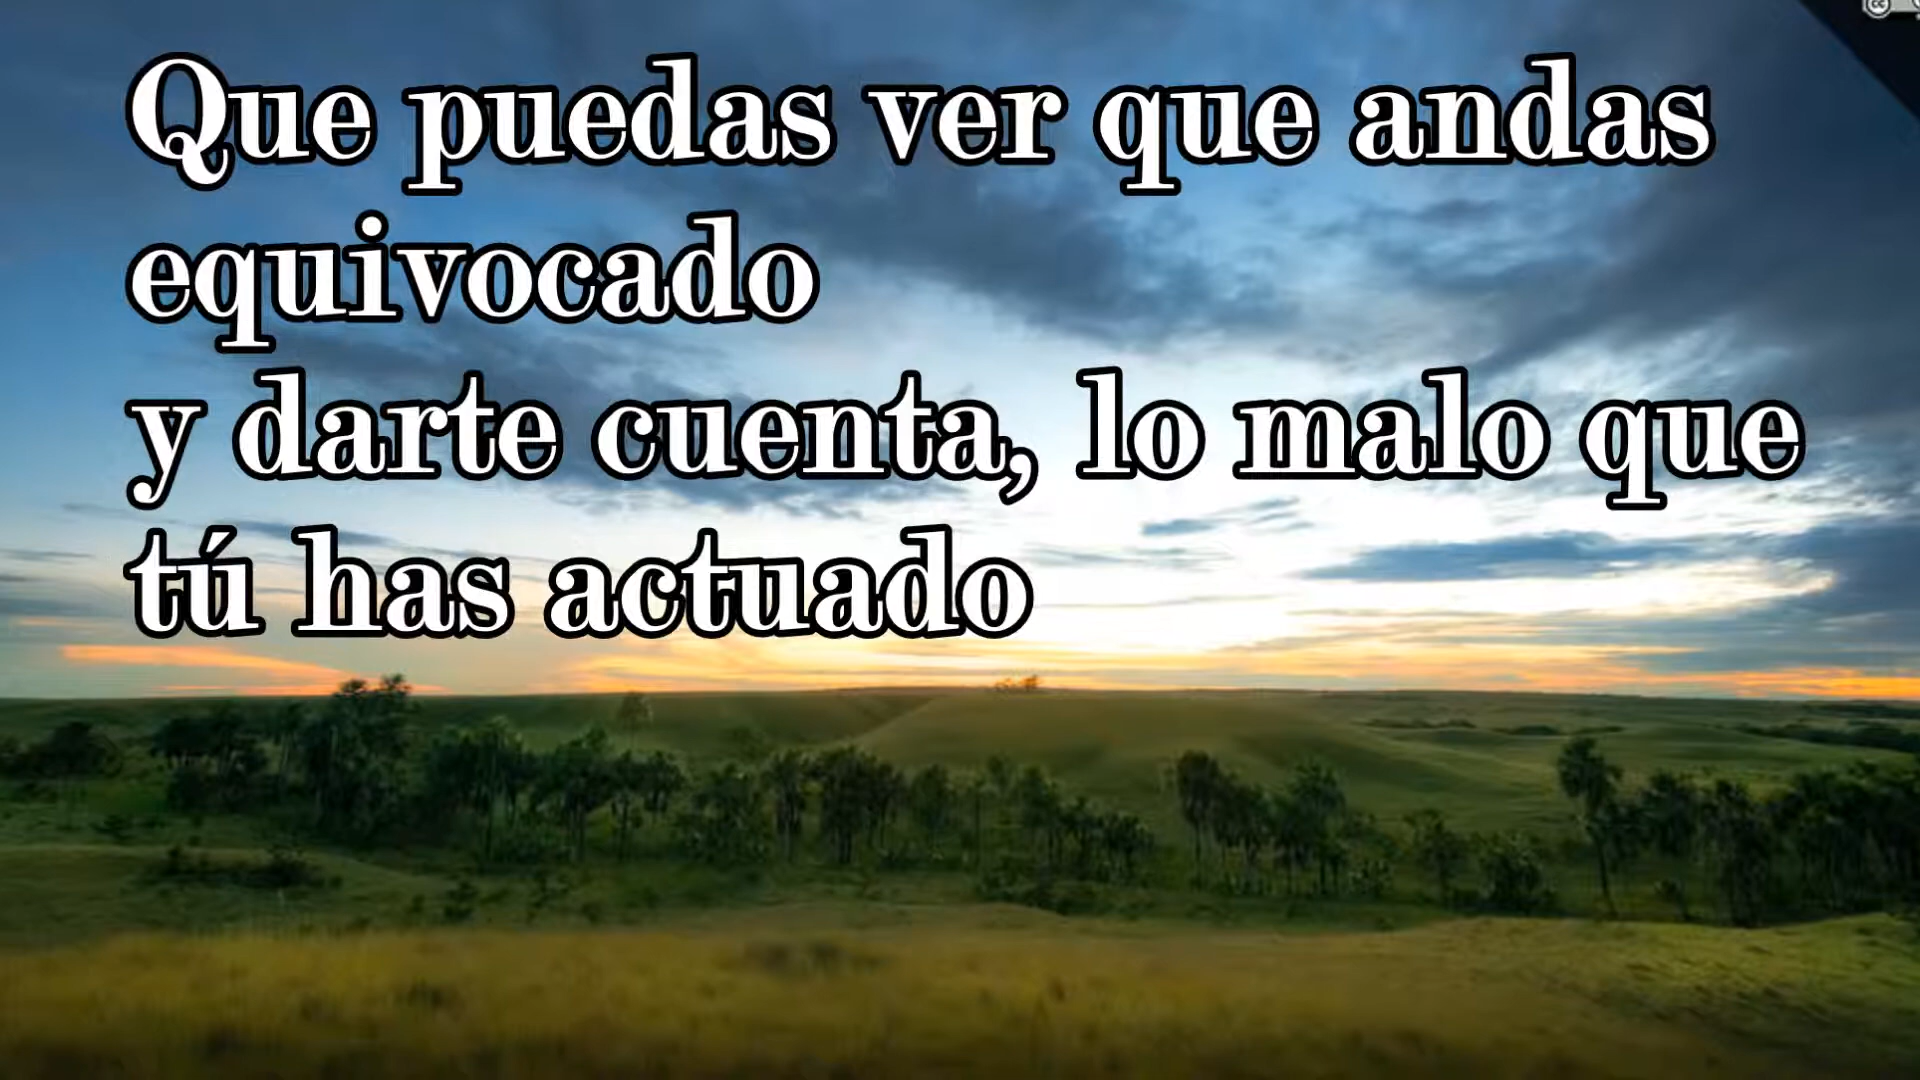 Que puedas ver que andas
equivocado
y darte cuenta, lo malo que
tú has actuado